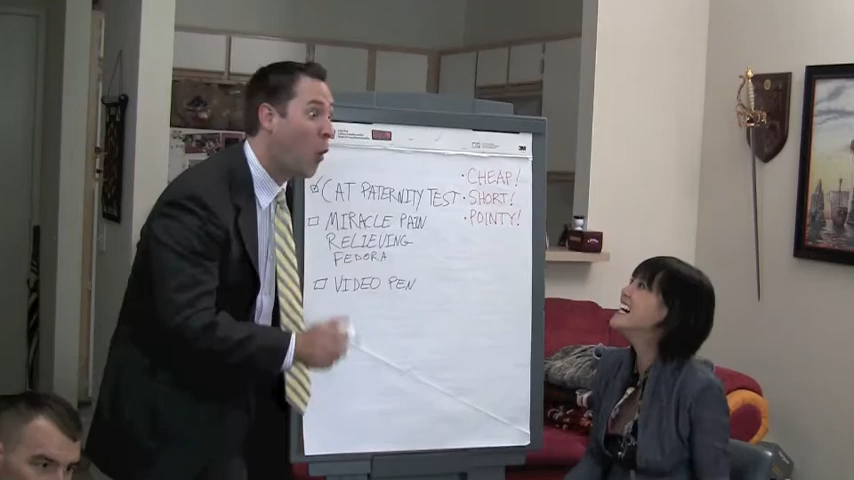 3M
☑ CAT PATERNITY TEST
☐ MIRACLE PAIN
RELIEVING
FEDORA
☐ VIDEO PEN
• CHEAP!
• SHORT!
• POINTY!